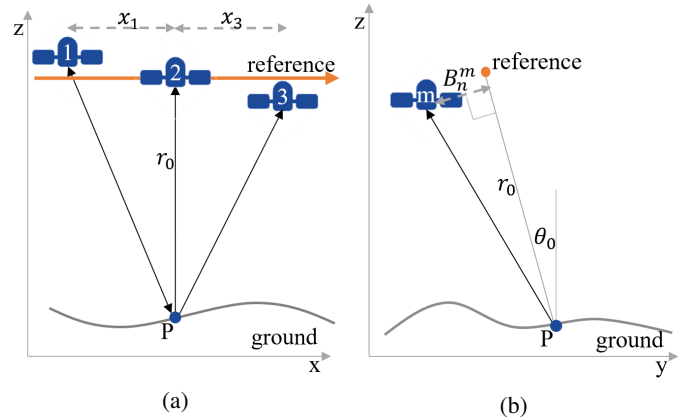 z
x₁
x₃
1
2
3
reference
r₀
P
ground
x
(a)
z
reference
Bₙᵐ
m
r₀
θ₀
P
ground
y
(b)